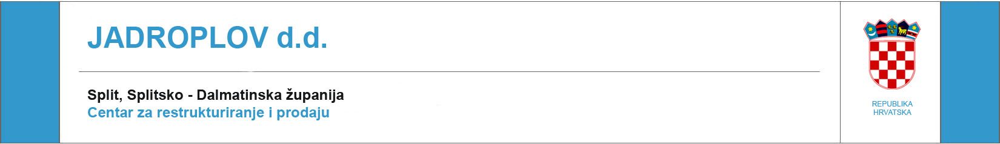 JADROPLOV d.d.
Split, Splitsko - Dalmatinska županija
Centar za restrukturiranje i prodaju
REPUBLIKA
HRVATSKA